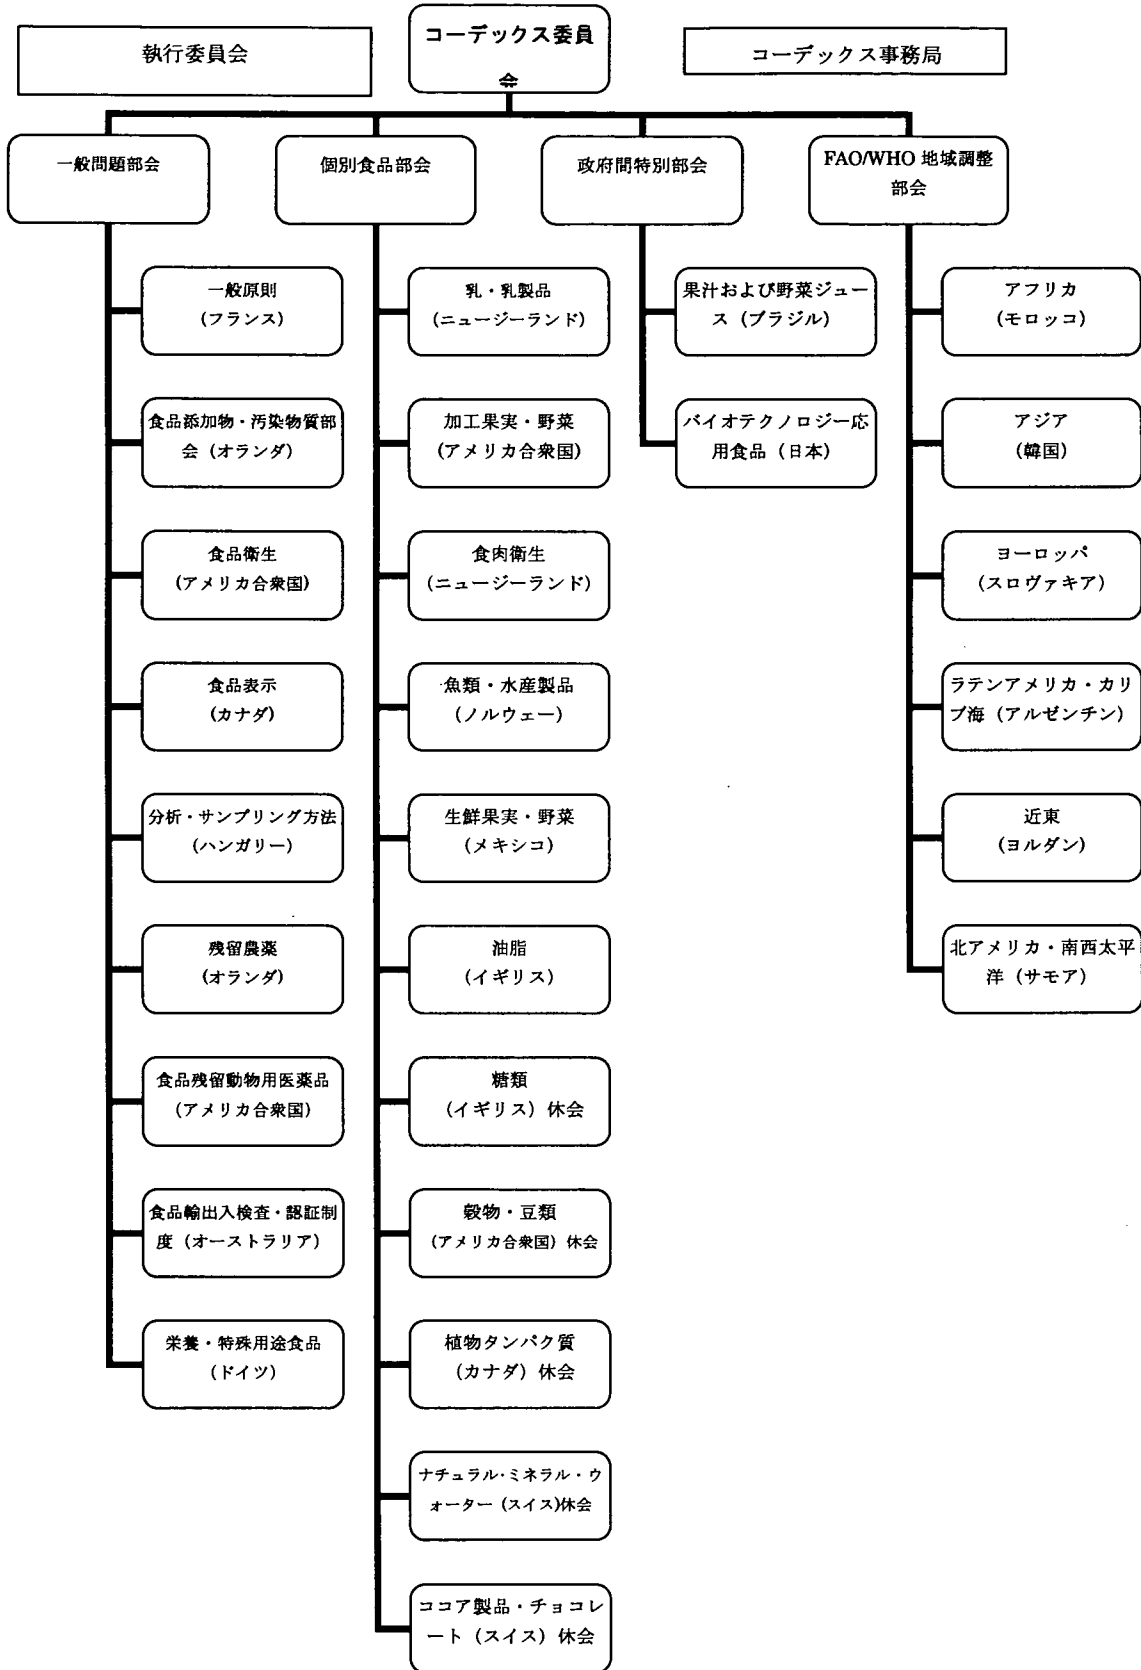 執行委員会
コーデックス委員
会
コーデックス事務局
一般問題部会
個別食品部会
政府間特別部会
FAO/WHO 地域調整
部会
一般原則
(フランス)
食品添加物・汚染物質部
会 (オランダ)
食品衛生
(アメリカ合衆国)
食品表示
(カナダ)
分析・サンプリング方法
(ハンガリー)
残留農薬
(オランダ)
食品残留動物用医薬品
(アメリカ合衆国)
食品輸出入検査・認証制
度 (オーストラリア)
栄養・特殊用途食品
(ドイツ)
乳・乳製品
(ニュージーランド)
加工果実・野菜
(アメリカ合衆国)
食肉衛生
(ニュージーランド)
魚類・水産製品
(ノルウェー)
生鮮果実・野菜
(メキシコ)
油脂
(イギリス)
糖類
(イギリス) 休会
穀物・豆類
(アメリカ合衆国) 休会
植物タンパク質
(カナダ) 休会
ナチュラル・ミネラル・ウ
ォーター (スイス)休会
ココア製品・チョコレ
ート (スイス) 休会
果汁および野菜ジュー
ス (ブラジル)
バイオテクノロジー応
用食品 (日本)
アフリカ
(モロッコ)
アジア
(韓国)
ヨーロッパ
(スロヴァキア)
ラテンアメリカ・カリ
ブ海 (アルゼンチン)
近東
(ヨルダン)
北アメリカ・南西太平
洋 (サモア)